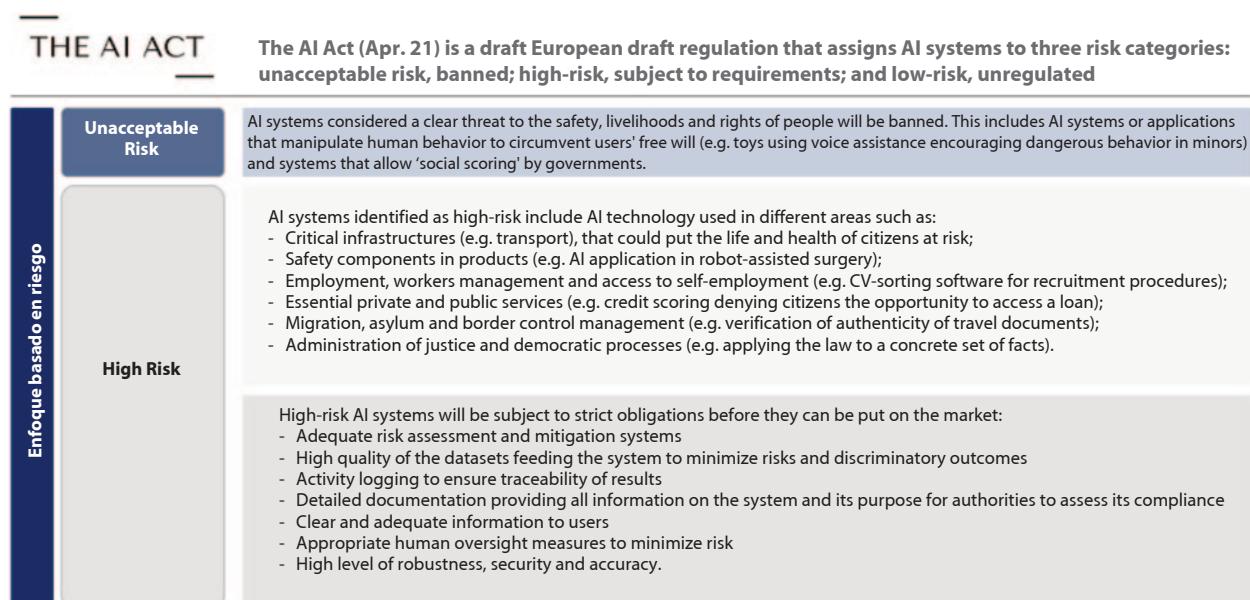 THE AI ACT
The AI Act (Apr. 21) is a draft European draft regulation that assigns AI systems to three risk categories:
unacceptable risk, banned; high-risk, subject to requirements; and low-risk, unregulated
Enfoque basado en riesgo
Unacceptable
Risk
AI systems considered a clear threat to the safety, livelihoods and rights of people will be banned. This includes AI systems or applications
that manipulate human behavior to circumvent users' free will (e.g. toys using voice assistance encouraging dangerous behavior in minors)
and systems that allow ‘social scoring' by governments.
High Risk
AI systems identified as high-risk include AI technology used in different areas such as:
- Critical infrastructures (e.g. transport), that could put the life and health of citizens at risk;
- Safety components in products (e.g. AI application in robot-assisted surgery);
- Employment, workers management and access to self-employment (e.g. CV-sorting software for recruitment procedures);
- Essential private and public services (e.g. credit scoring denying citizens the opportunity to access a loan);
- Migration, asylum and border control management (e.g. verification of authenticity of travel documents);
- Administration of justice and democratic processes (e.g. applying the law to a concrete set of facts).
High-risk AI systems will be subject to strict obligations before they can be put on the market:
- Adequate risk assessment and mitigation systems
- High quality of the datasets feeding the system to minimize risks and discriminatory outcomes
- Activity logging to ensure traceability of results
- Detailed documentation providing all information on the system and its purpose for authorities to assess its compliance
- Clear and adequate information to users
- Appropriate human oversight measures to minimize risk
- High level of robustness, security and accuracy.